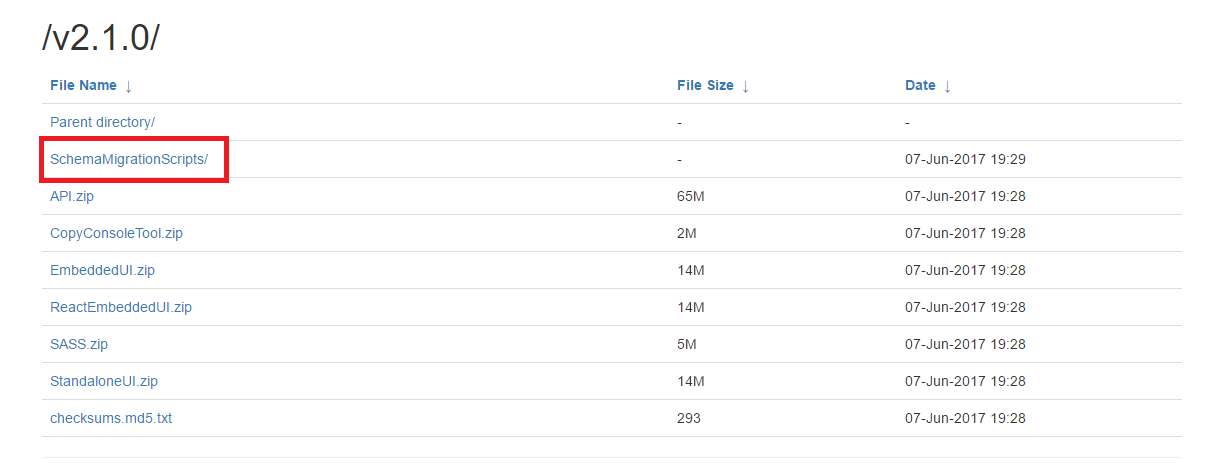 /v2.1.0/
File Name ↓ File Size ↓ Date ↓
Parent directory/ - -
SchemaMigrationScripts/ - 07-Jun-2017 19:29
API.zip 65M 07-Jun-2017 19:28
CopyConsoleTool.zip 2M 07-Jun-2017 19:28
EmbeddedUI.zip 14M 07-Jun-2017 19:28
ReactEmbeddedUI.zip 14M 07-Jun-2017 19:28
SASS.zip 5M 07-Jun-2017 19:28
StandaloneUI.zip 14M 07-Jun-2017 19:28
checksums.md5.txt 293 07-Jun-2017 19:28